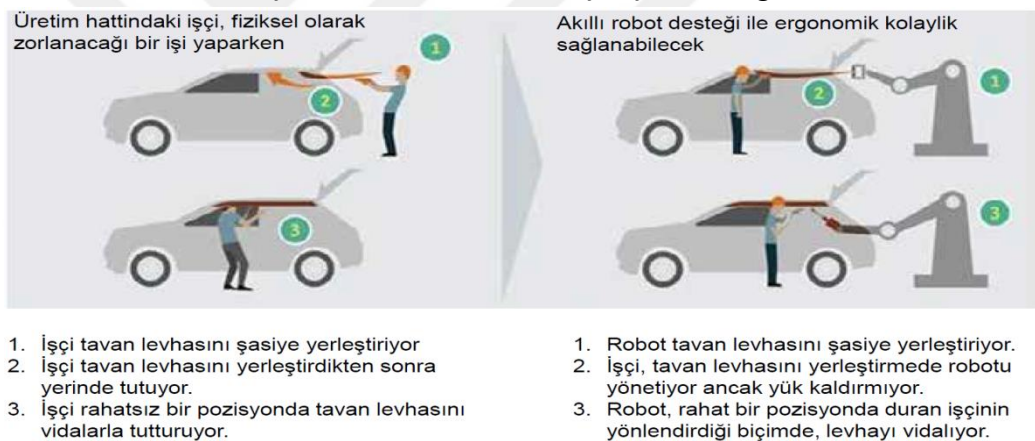 Üretim hattindaki işçi, fiziksel olarak
zorlanacağı bir işi yaparken
1
2
3
1. İşçi tavan levhasını şasiye yerleştiriyor
2. İşçi tavan levhasını yerleştirdikten sonra
yerinde tutuyor.
3. İşçi rahatsız bir pozisyonda tavan levhasını
vidalarla tutturuyor.
Akıllı robot desteği ile ergonomik kolaylik
sağlanabilecek
1
2
3
1. Robot tavan levhasını şasiye yerleştiriyor.
2. İşçi, tavan levhasını yerleştirmede robotu
yönetiyor ancak yük kaldırmıyor.
3. Robot, rahat bir pozisyonda duran işçinin
yönlendirdiği biçimde, levhayı vidalıyor.